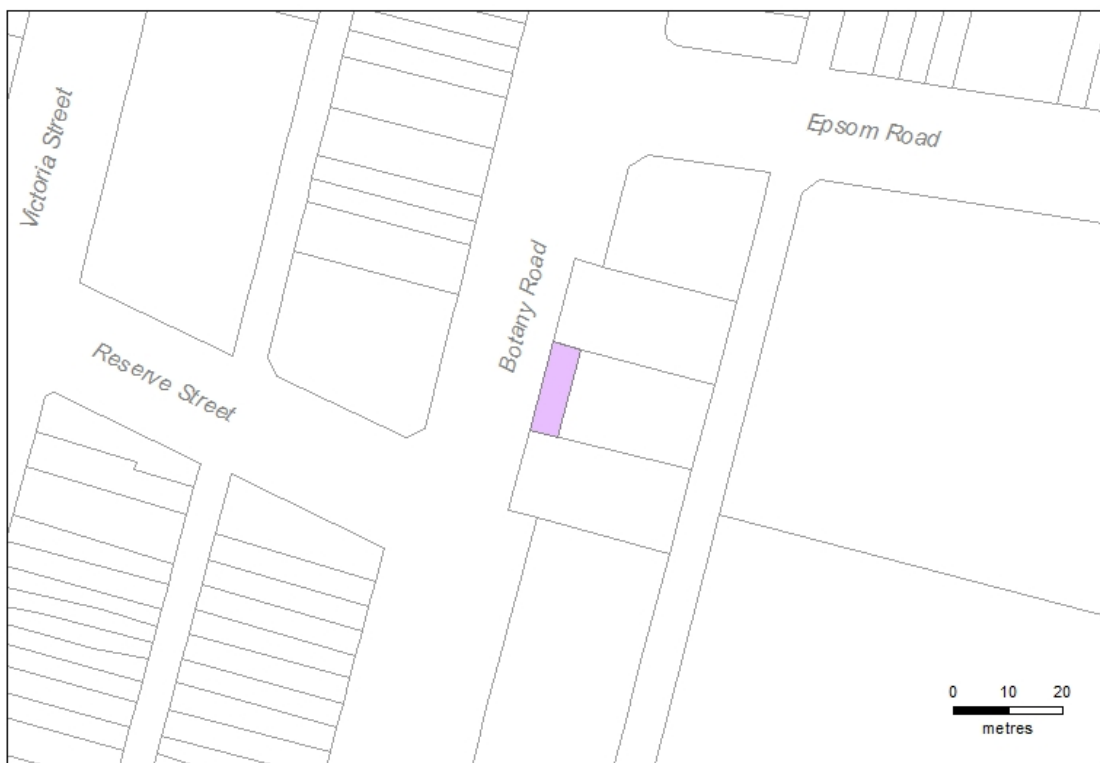 Victoria Street
Epsom Road
Botany Road
Reserve Street
0 10 20
metres